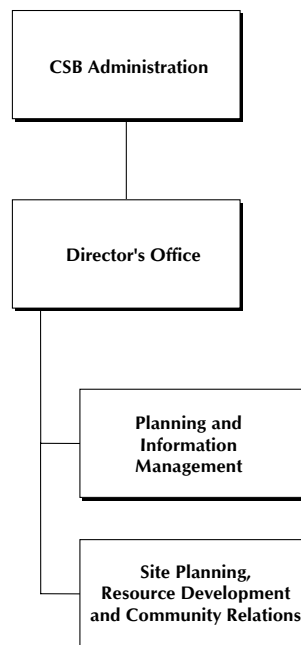 CSB Administration
Director's Office
Planning and
Information
Management
Site Planning,
Resource Development
and Community Relations